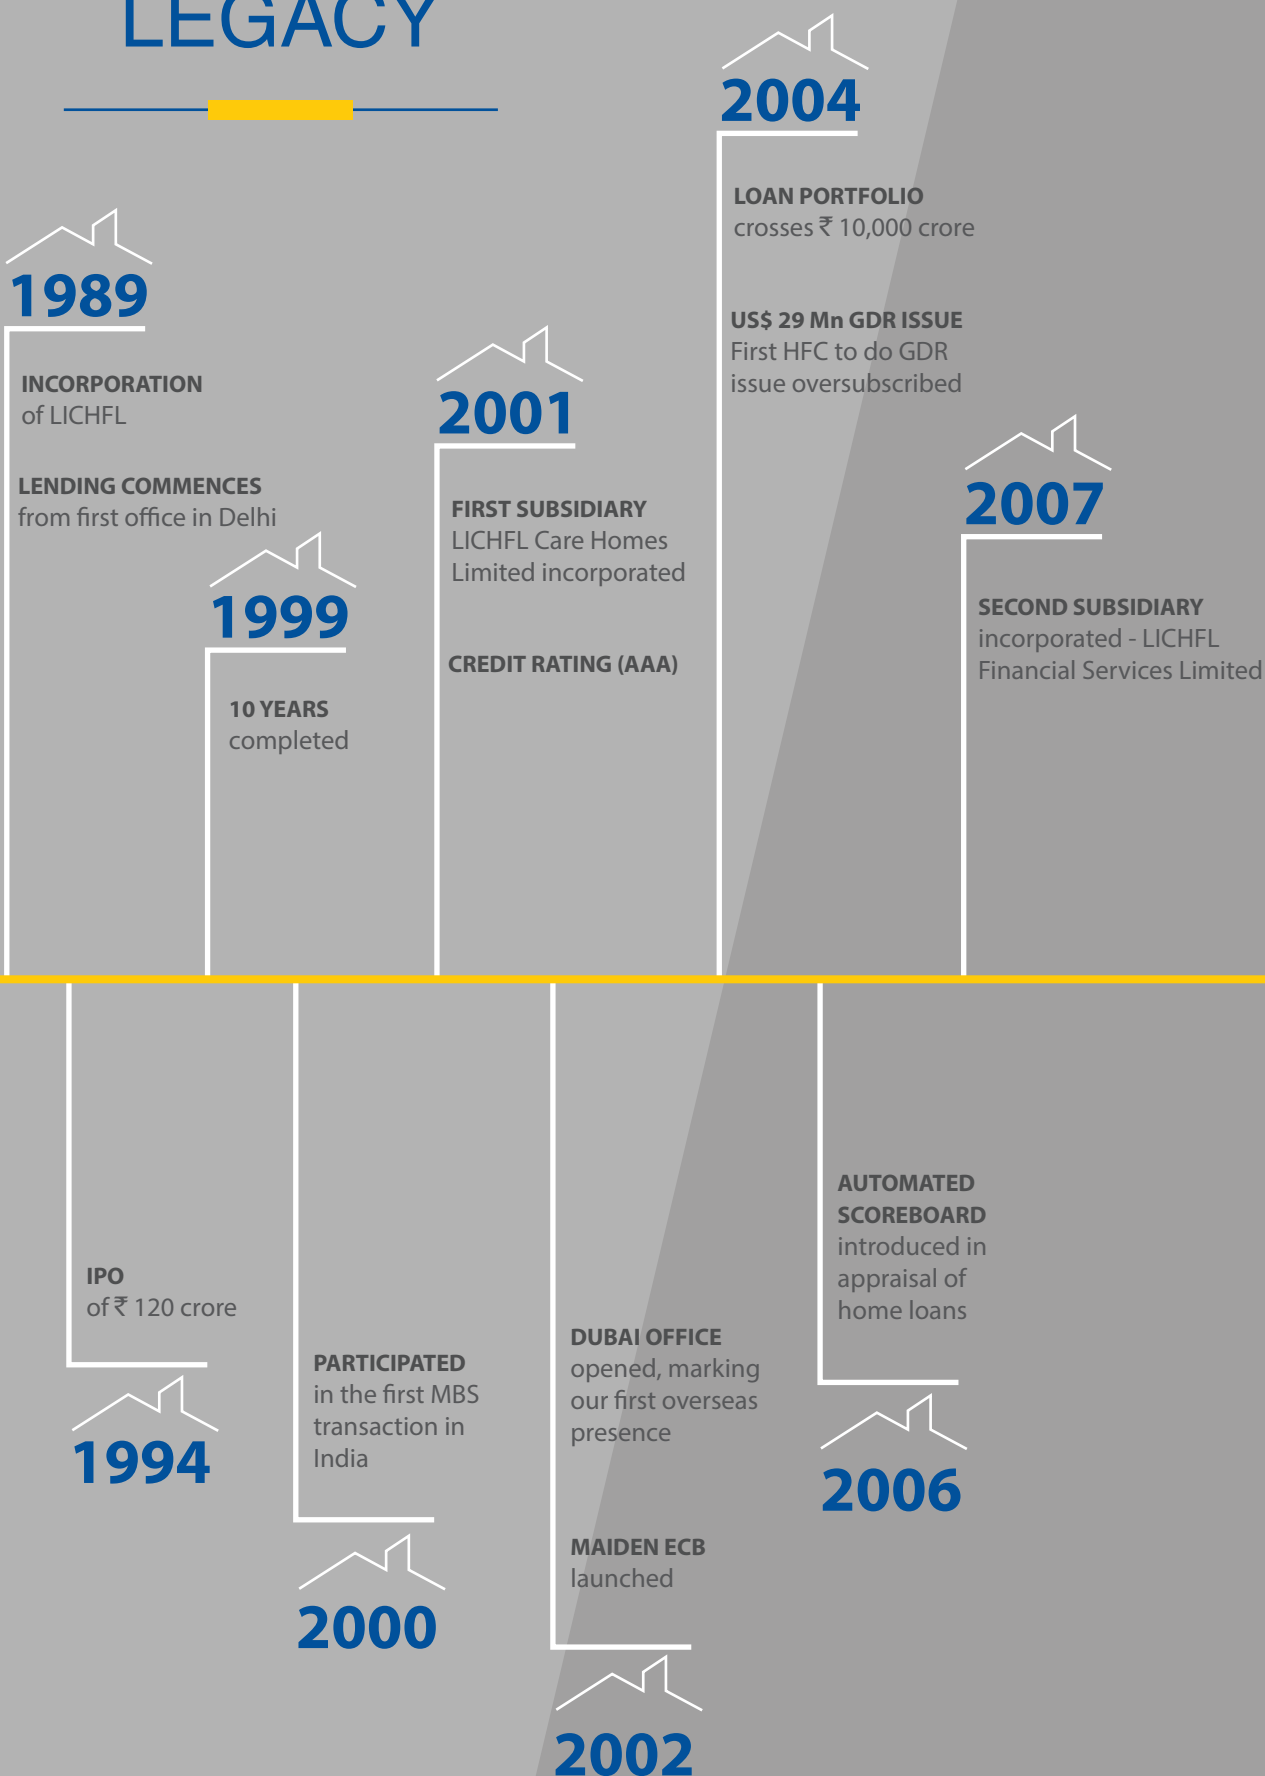 LEGACY
1989
INCORPORATION
of LICHFL
LENDING COMMENCES
from first office in Delhi
1999
10 YEARS
completed
2001
FIRST SUBSIDIARY
LICHFL Care Homes
Limited incorporated
CREDIT RATING (AAA)
2004
LOAN PORTFOLIO
crosses ₹ 10,000 crore
US$ 29 Mn GDR ISSUE
First HFC to do GDR
issue oversubscribed
2007
SECOND SUBSIDIARY
incorporated - LICHFL
Financial Services Limited
IPO
of ₹ 120 crore
1994
PARTICIPATED
in the first MBS
transaction in
India
2000
DUBAI OFFICE
opened, marking
our first overseas
presence
MAIDEN ECB
launched
2002
AUTOMATED
SCOREBOARD
introduced in
appraisal of
home loans
2006